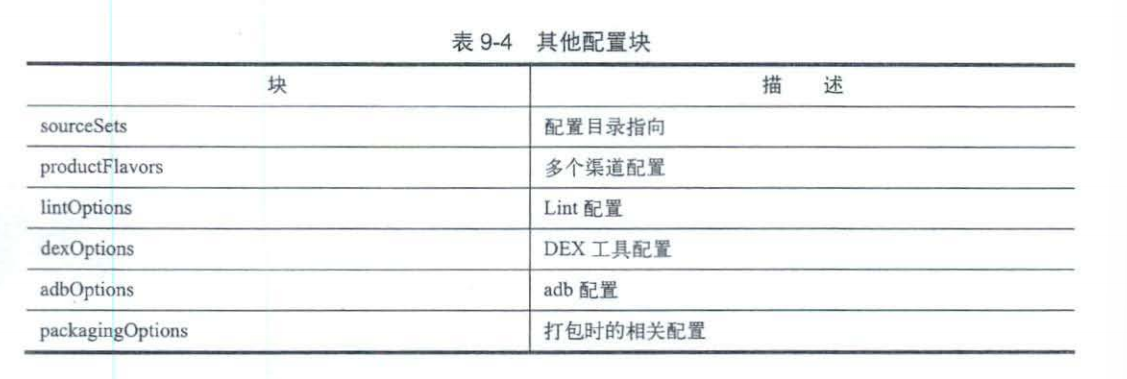 表 9-4 其他配置块
块 描 述
sourceSets 配置目录指向
productFlavors 多个渠道配置
lintOptions Lint 配置
dexOptions DEX 工具配置
adbOptions adb 配置
packagingOptions 打包时的相关配置